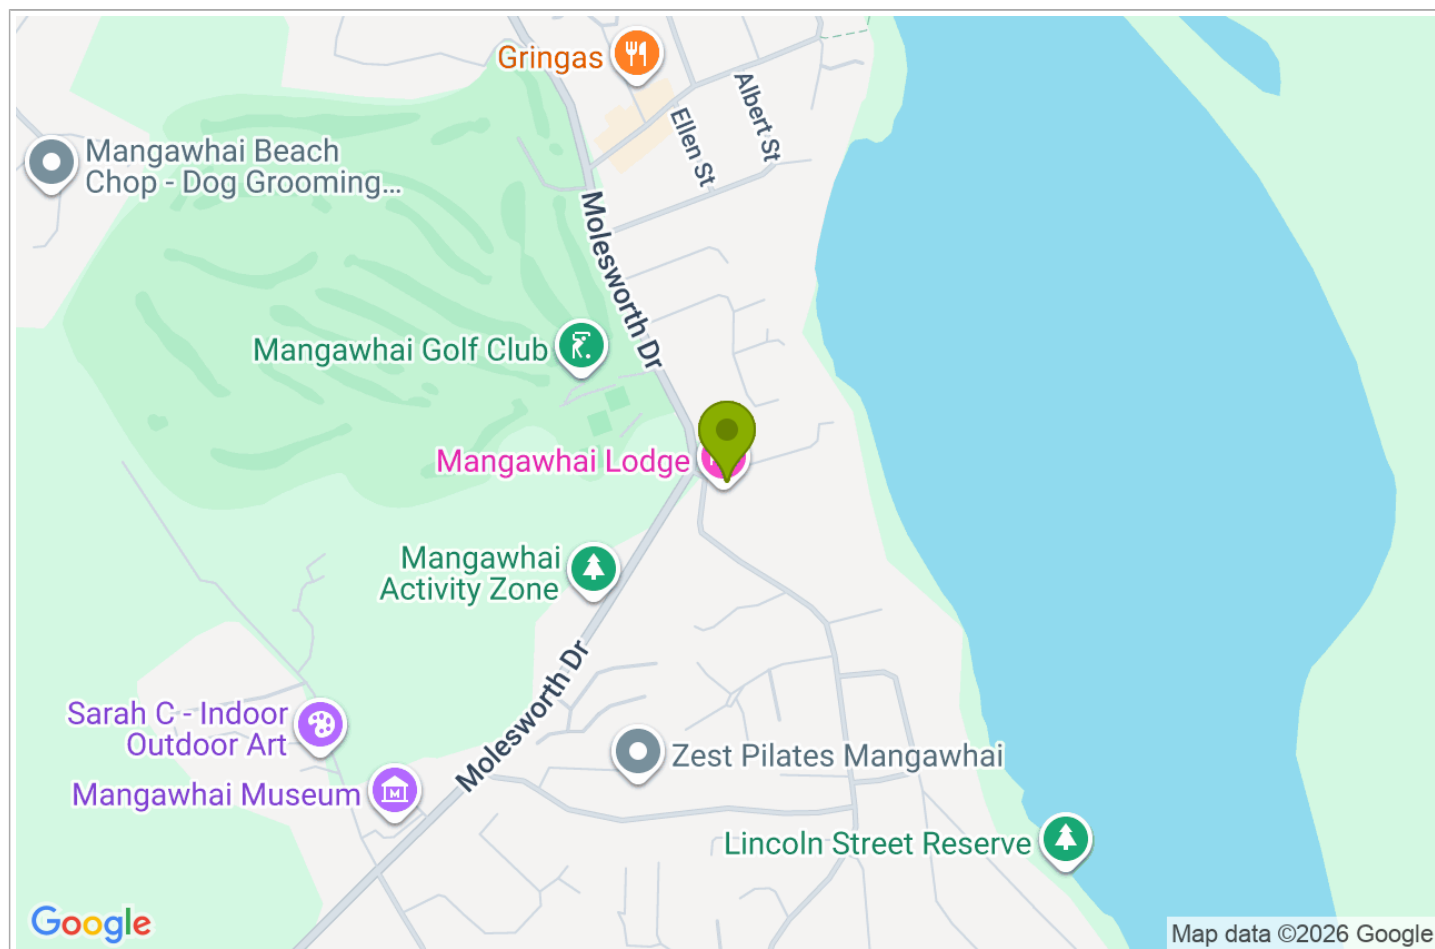 Gringas
Albert St
Ellen St
Mangawhai Beach
Chop - Dog Grooming...
Molesworth Dr
Mangawhai Golf Club
Mangawhai Lodge
Mangawhai
Activity Zone
Molesworth Dr
Sarah C - Indoor
Outdoor Art
Zest Pilates Mangawhai
Mangawhai Museum
M
Lincoln Street Reserve
Google
Map data ©2026 Google